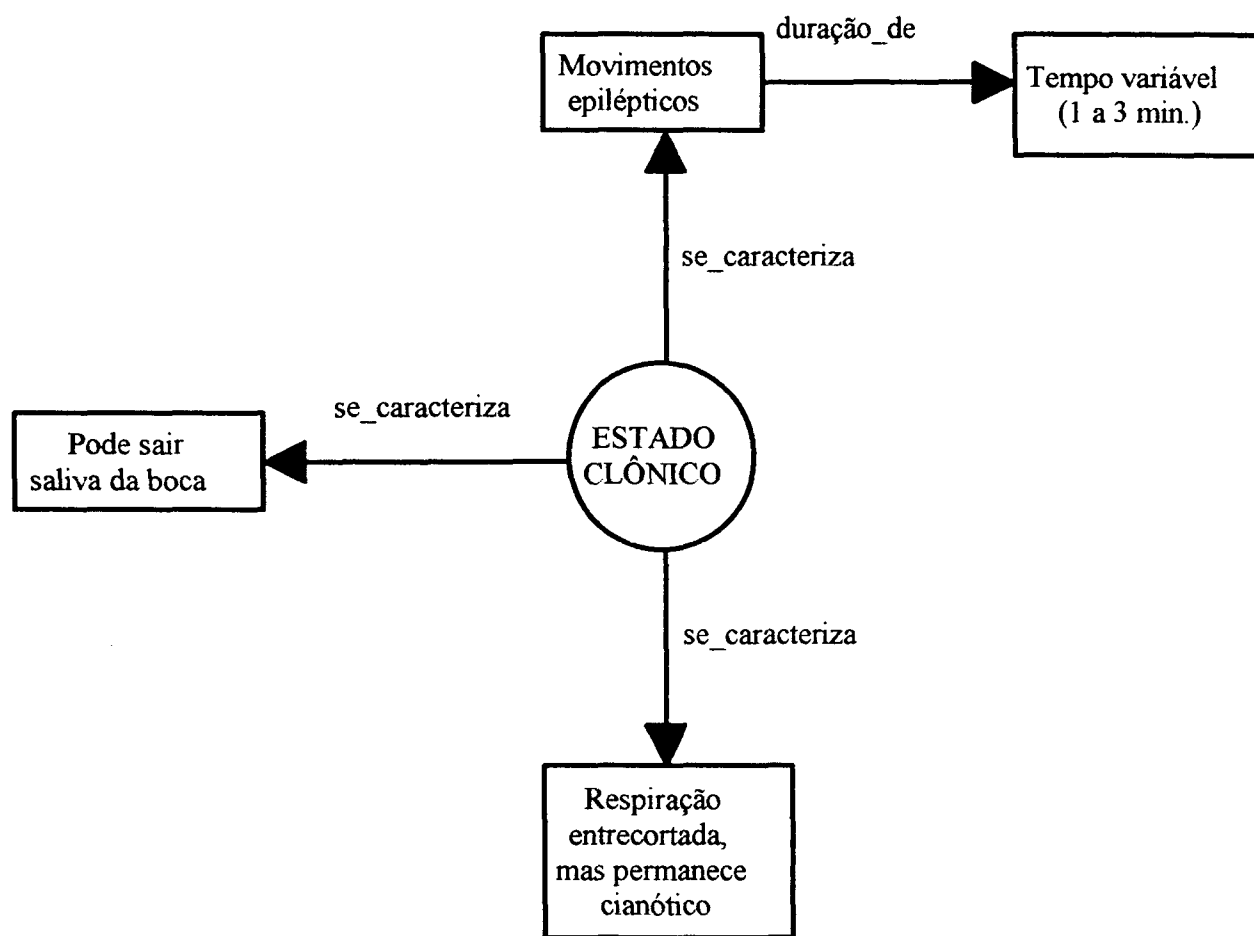 duração_de
Movimentos
epilépticos
Tempo variável
(1 a 3 min.)
se_caracteriza
se_caracteriza
Pode sair
saliva da boca
ESTADO
CLÔNICO
se_caracteriza
Respiração
entrecortada,
mas permanece
cianótico